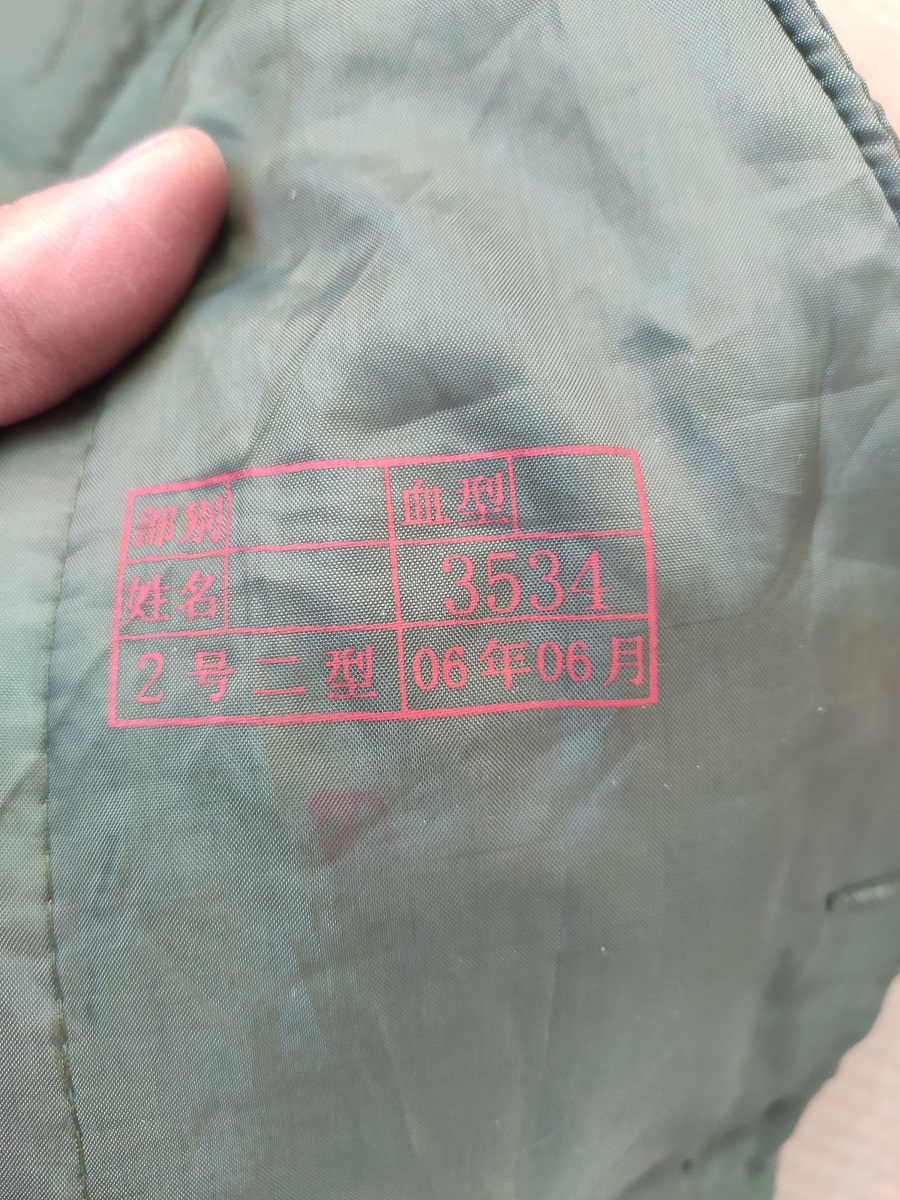 部别 血型
姓名 3534
2号二型 06年06月